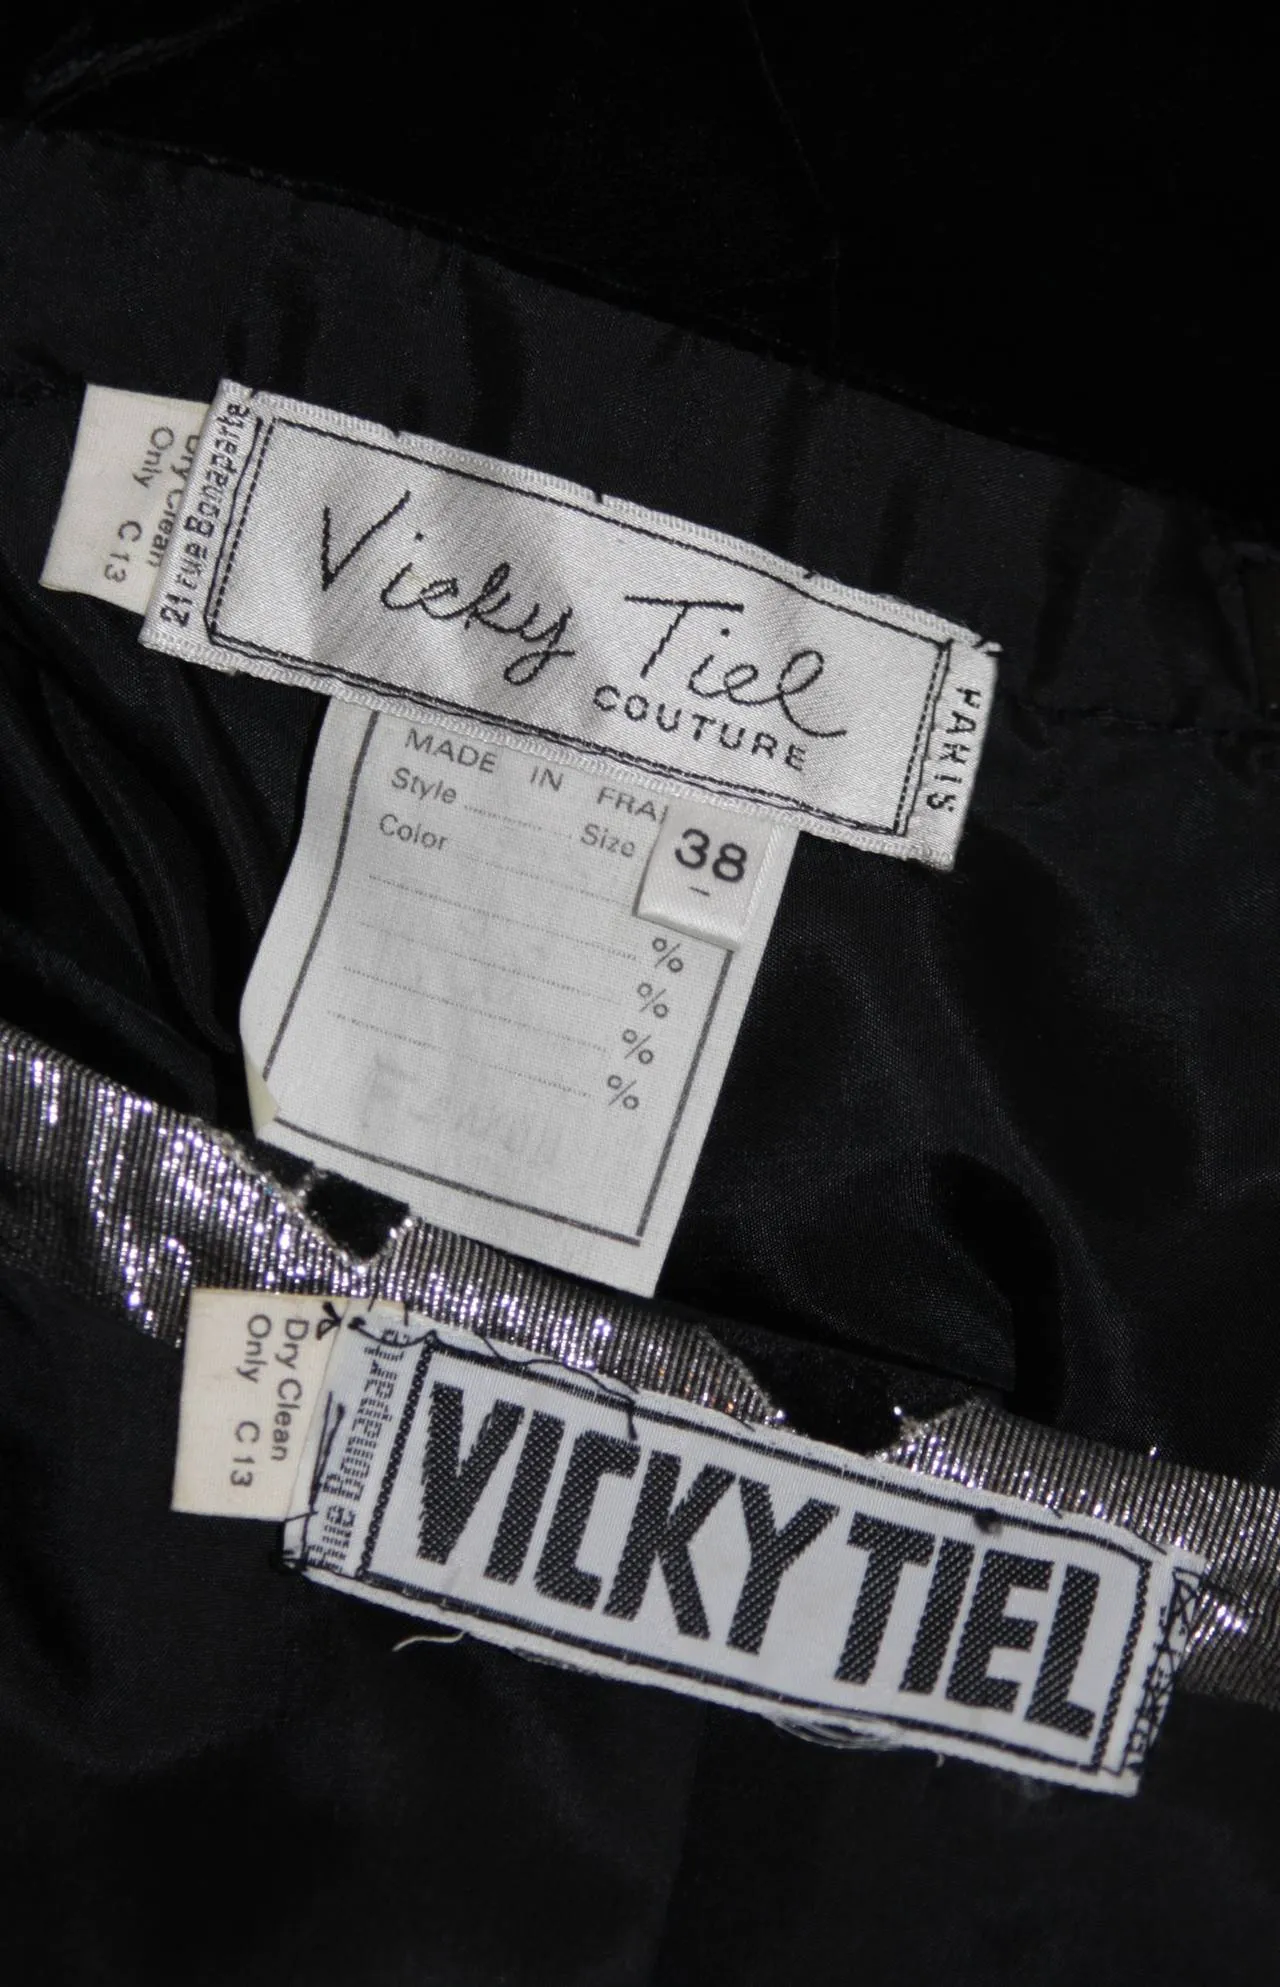 Dry Clean
Only C 13
21 rue Bonaparte
Vicky Tiel
COUTURE
PARIS
MADE IN FRA
Style Size 38
Color
%
%
%
%
Dry Clean
Only C 13
VICKY TIEL